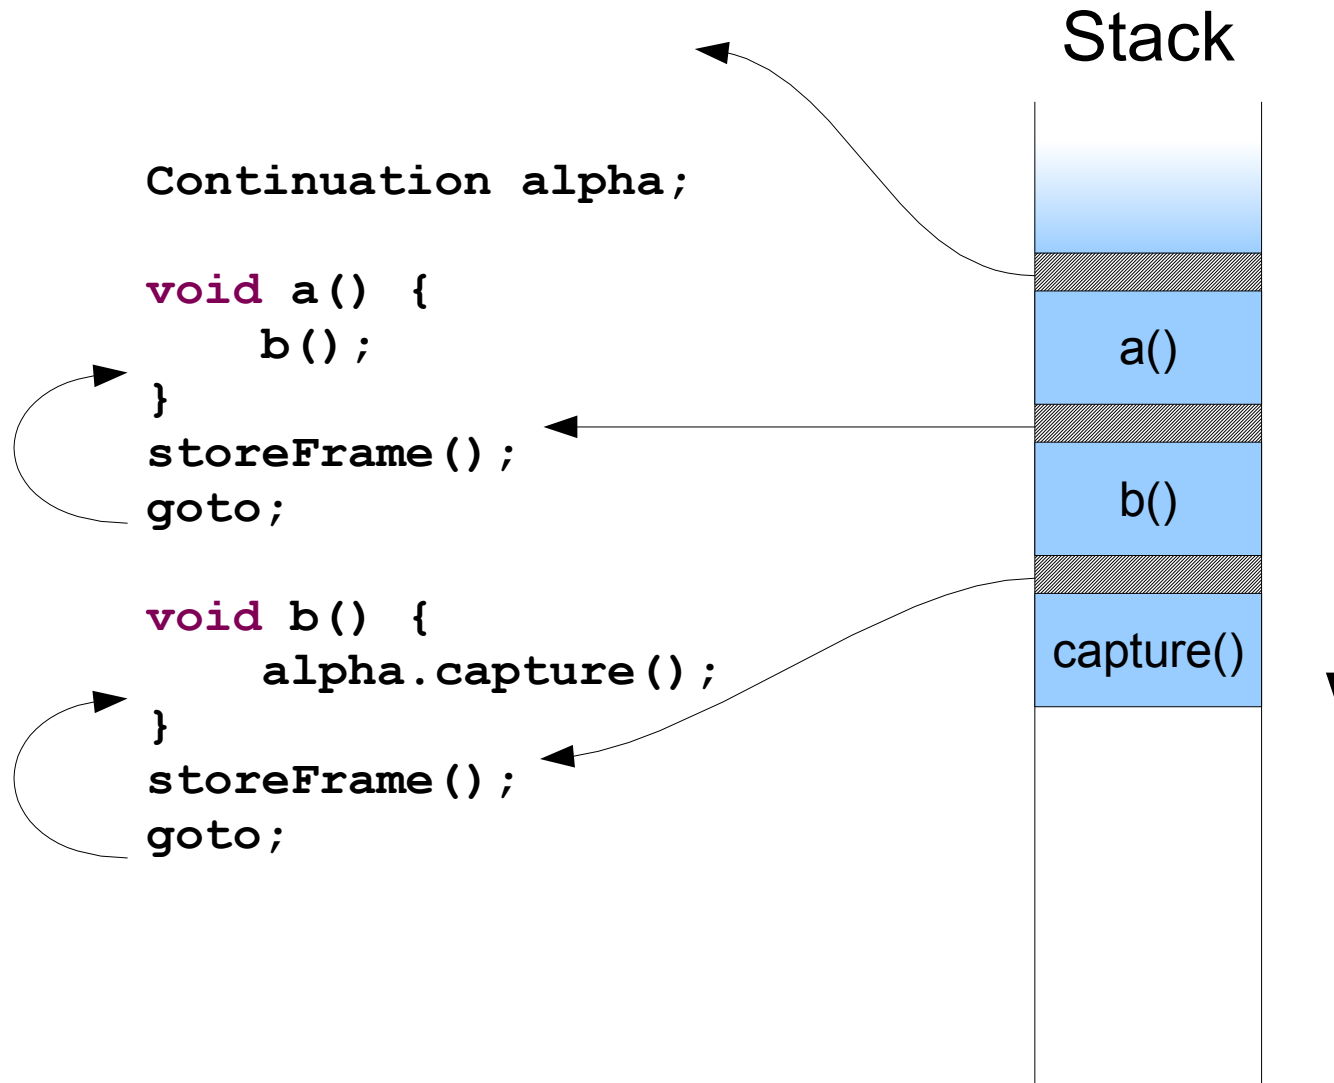 Stack
Continuation alpha;
void a() {
    b();
}
storeFrame();
goto;
void b() {
    alpha.capture();
}
storeFrame();
goto;
a()
b()
capture()